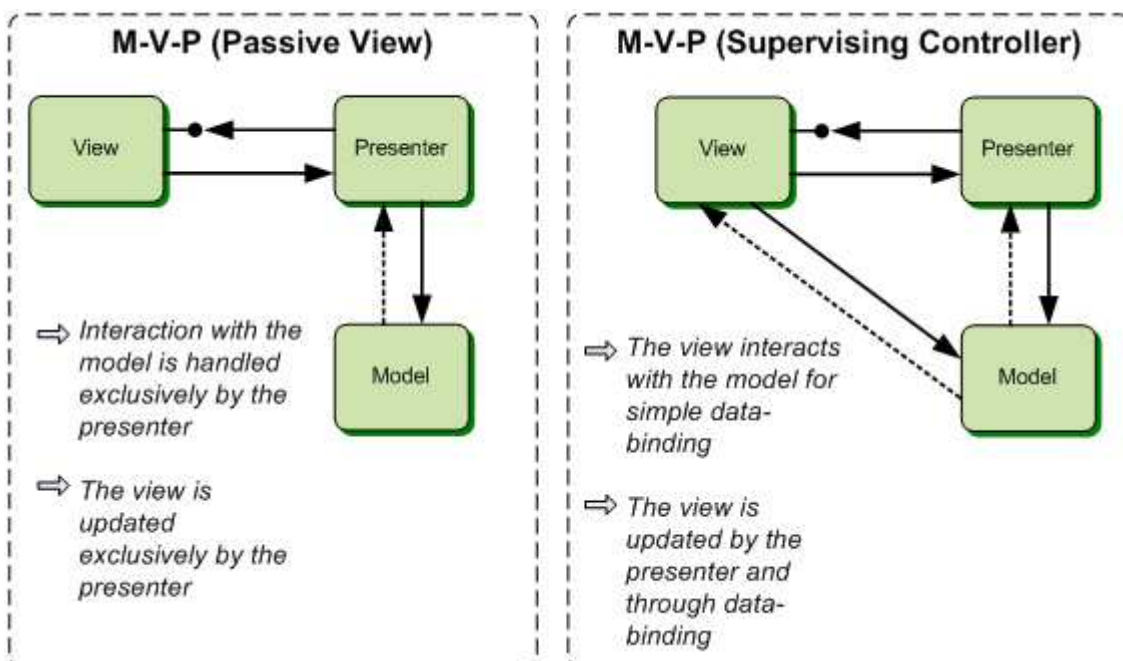 M-V-P (Passive View)
View
Presenter
Model
Interaction with the
model is handled
exclusively by the
presenter
The view is
updated
exclusively by the
presenter
M-V-P (Supervising Controller)
View
Presenter
Model
The view interacts
with the model for
simple data-
binding
The view is
updated by the
presenter and
through data-
binding